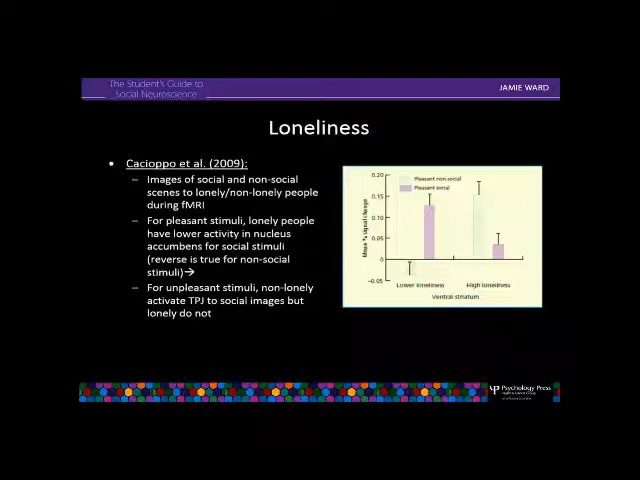 The Student's Guide to
Social Neuroscience
JAMIE WARD
Loneliness
• Cacioppo et al. (2009):
– Images of social and non-social
scenes to lonely/non-lonely people
during fMRI
– For pleasant stimuli, lonely people
have lower activity in nucleus
accumbens for social stimuli
(reverse is true for non-social
stimuli)→
– For unpleasant stimuli, non-lonely
activate TPJ to social images but
lonely do not
Pleasant non-social
Pleasant social
Mean % signal change
0.20
0.15
0.10
0.05
0
−0.05
Lower loneliness
High loneliness
Ventral striatum
Psychology Press